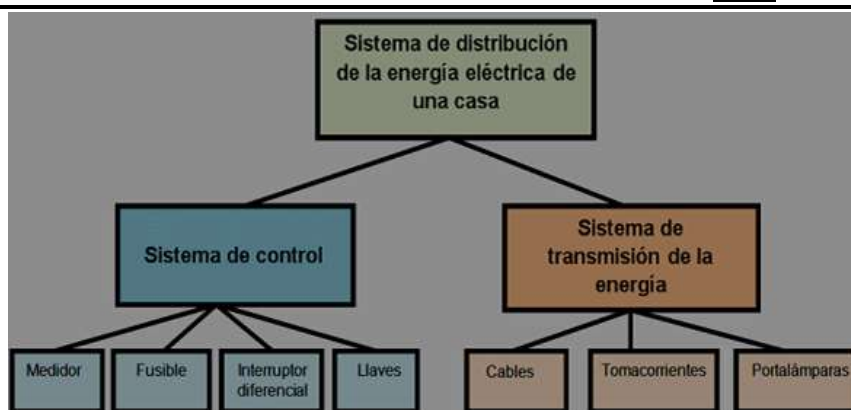 Sistema de distribución
de la energía eléctrica de
una casa
Sistema de control
Sistema de
transmisión de la
energía
Medidor
Fusible
Interruptor
diferencial
Llaves
Cables
Tomacorrientes
Portalámparas